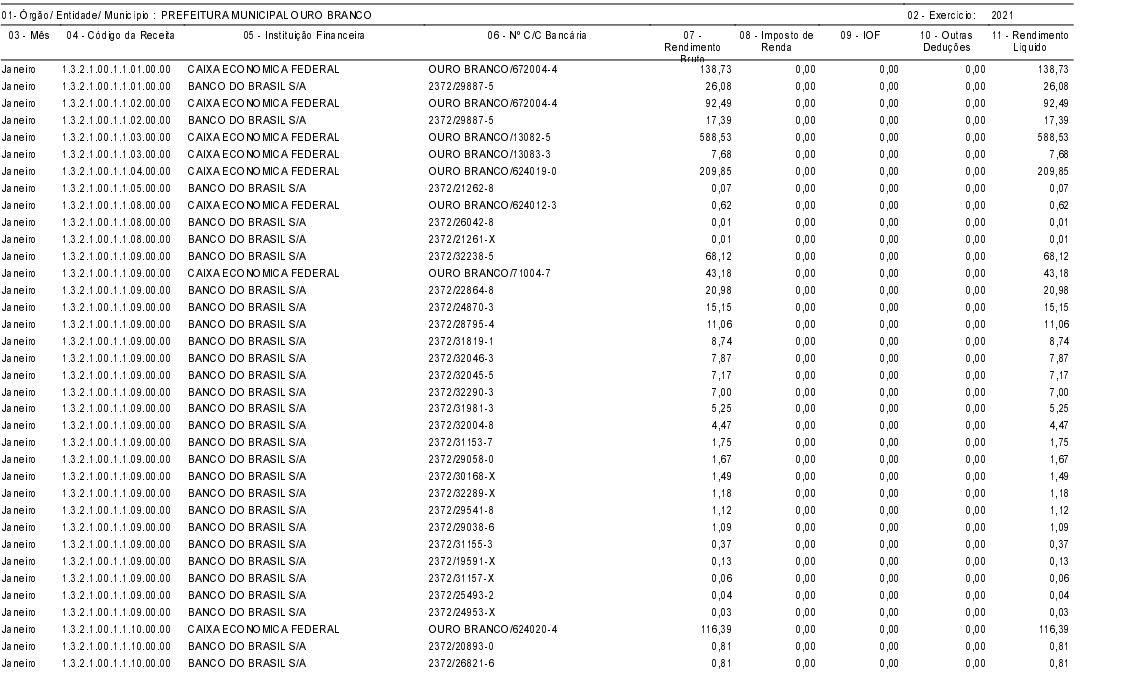 01- Órgão/ Entidade/ Município : PREFEITURA MUNICIPAL OURO BRANCO 02 - Exercício: 2021
03 - Mês 04 - Código da Receita 05 - Instituição Financeira 06 - Nº C/C Bancária 07 - Rendimento Bruto 08 - Imposto de Renda 09 - IOF 10 - Outras Deduções 11 - Rendimento Liquido
Janeiro 1.3.2.1.00.1.1.01.00.00 CAIXA ECONOMICA FEDERAL OURO BRANCO/672004-4 138,73 0,00 0,00 0,00 138,73
Janeiro 1.3.2.1.00.1.1.01.00.00 BANCO DO BRASIL S/A 2372/29887-5 26,08 0,00 0,00 0,00 26,08
Janeiro 1.3.2.1.00.1.1.02.00.00 CAIXA ECONOMICA FEDERAL OURO BRANCO/672004-4 92,49 0,00 0,00 0,00 92,49
Janeiro 1.3.2.1.00.1.1.02.00.00 BANCO DO BRASIL S/A 2372/29887-5 17,39 0,00 0,00 0,00 17,39
Janeiro 1.3.2.1.00.1.1.03.00.00 CAIXA ECONOMICA FEDERAL OURO BRANCO/13082-5 588,53 0,00 0,00 0,00 588,53
Janeiro 1.3.2.1.00.1.1.03.00.00 CAIXA ECONOMICA FEDERAL OURO BRANCO/13083-3 7,68 0,00 0,00 0,00 7,68
Janeiro 1.3.2.1.00.1.1.04.00.00 CAIXA ECONOMICA FEDERAL OURO BRANCO/624019-0 209,85 0,00 0,00 0,00 209,85
Janeiro 1.3.2.1.00.1.1.05.00.00 BANCO DO BRASIL S/A 2372/21262-8 0,07 0,00 0,00 0,00 0,07
Janeiro 1.3.2.1.00.1.1.08.00.00 CAIXA ECONOMICA FEDERAL OURO BRANCO/624012-3 0,62 0,00 0,00 0,00 0,62
Janeiro 1.3.2.1.00.1.1.08.00.00 BANCO DO BRASIL S/A 2372/26042-8 0,01 0,00 0,00 0,00 0,01
Janeiro 1.3.2.1.00.1.1.08.00.00 BANCO DO BRASIL S/A 2372/21261-X 0,01 0,00 0,00 0,00 0,01
Janeiro 1.3.2.1.00.1.1.09.00.00 BANCO DO BRASIL S/A 2372/32238-5 68,12 0,00 0,00 0,00 68,12
Janeiro 1.3.2.1.00.1.1.09.00.00 CAIXA ECONOMICA FEDERAL OURO BRANCO/71004-7 43,18 0,00 0,00 0,00 43,18
Janeiro 1.3.2.1.00.1.1.09.00.00 BANCO DO BRASIL S/A 2372/22864-8 20,98 0,00 0,00 0,00 20,98
Janeiro 1.3.2.1.00.1.1.09.00.00 BANCO DO BRASIL S/A 2372/24870-3 15,15 0,00 0,00 0,00 15,15
Janeiro 1.3.2.1.00.1.1.09.00.00 BANCO DO BRASIL S/A 2372/28795-4 11,06 0,00 0,00 0,00 11,06
Janeiro 1.3.2.1.00.1.1.09.00.00 BANCO DO BRASIL S/A 2372/31819-1 8,74 0,00 0,00 0,00 8,74
Janeiro 1.3.2.1.00.1.1.09.00.00 BANCO DO BRASIL S/A 2372/32046-3 7,87 0,00 0,00 0,00 7,87
Janeiro 1.3.2.1.00.1.1.09.00.00 BANCO DO BRASIL S/A 2372/32045-5 7,17 0,00 0,00 0,00 7,17
Janeiro 1.3.2.1.00.1.1.09.00.00 BANCO DO BRASIL S/A 2372/32290-3 7,00 0,00 0,00 0,00 7,00
Janeiro 1.3.2.1.00.1.1.09.00.00 BANCO DO BRASIL S/A 2372/31981-3 5,25 0,00 0,00 0,00 5,25
Janeiro 1.3.2.1.00.1.1.09.00.00 BANCO DO BRASIL S/A 2372/32004-8 4,47 0,00 0,00 0,00 4,47
Janeiro 1.3.2.1.00.1.1.09.00.00 BANCO DO BRASIL S/A 2372/31153-7 1,75 0,00 0,00 0,00 1,75
Janeiro 1.3.2.1.00.1.1.09.00.00 BANCO DO BRASIL S/A 2372/29058-0 1,67 0,00 0,00 0,00 1,67
Janeiro 1.3.2.1.00.1.1.09.00.00 BANCO DO BRASIL S/A 2372/30168-X 1,49 0,00 0,00 0,00 1,49
Janeiro 1.3.2.1.00.1.1.09.00.00 BANCO DO BRASIL S/A 2372/32289-X 1,18 0,00 0,00 0,00 1,18
Janeiro 1.3.2.1.00.1.1.09.00.00 BANCO DO BRASIL S/A 2372/29541-8 1,12 0,00 0,00 0,00 1,12
Janeiro 1.3.2.1.00.1.1.09.00.00 BANCO DO BRASIL S/A 2372/29038-6 1,09 0,00 0,00 0,00 1,09
Janeiro 1.3.2.1.00.1.1.09.00.00 BANCO DO BRASIL S/A 2372/31155-3 0,37 0,00 0,00 0,00 0,37
Janeiro 1.3.2.1.00.1.1.09.00.00 BANCO DO BRASIL S/A 2372/19591-X 0,13 0,00 0,00 0,00 0,13
Janeiro 1.3.2.1.00.1.1.09.00.00 BANCO DO BRASIL S/A 2372/31157-X 0,06 0,00 0,00 0,00 0,06
Janeiro 1.3.2.1.00.1.1.09.00.00 BANCO DO BRASIL S/A 2372/25493-2 0,04 0,00 0,00 0,00 0,04
Janeiro 1.3.2.1.00.1.1.09.00.00 BANCO DO BRASIL S/A 2372/24953-X 0,03 0,00 0,00 0,00 0,03
Janeiro 1.3.2.1.00.1.1.10.00.00 CAIXA ECONOMICA FEDERAL OURO BRANCO/624020-4 116,39 0,00 0,00 0,00 116,39
Janeiro 1.3.2.1.00.1.1.10.00.00 BANCO DO BRASIL S/A 2372/20893-0 0,81 0,00 0,00 0,00 0,81
Janeiro 1.3.2.1.00.1.1.10.00.00 BANCO DO BRASIL S/A 2372/26821-6 0,81 0,00 0,00 0,00 0,81